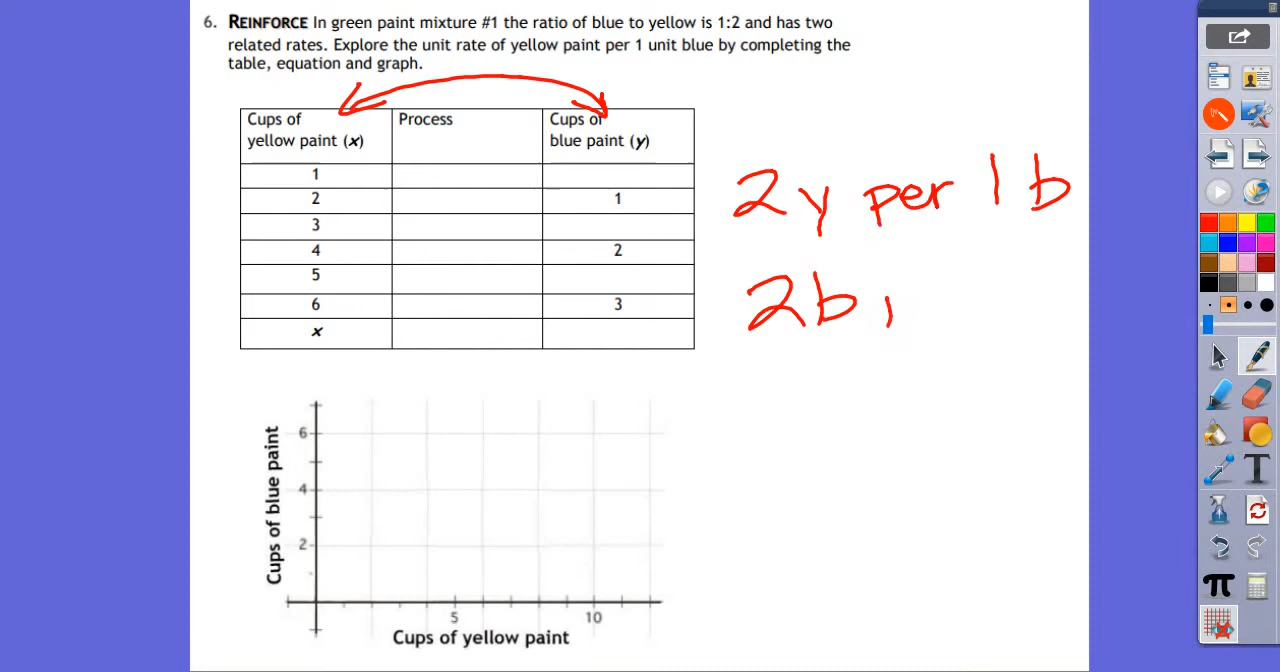 6. REINFORCE In green paint mixture #1 the ratio of blue to yellow is 1:2 and has two
related rates. Explore the unit rate of yellow paint per 1 unit blue by completing the
table, equation and graph.
Cups of
yellow paint (x)
Process
Cups of
blue paint (y)
1
2 1
3
4 2
5
6 3
x
2y per 1 b
2b
6
4
2
Cups of blue paint
5 10
Cups of yellow paint
T
π